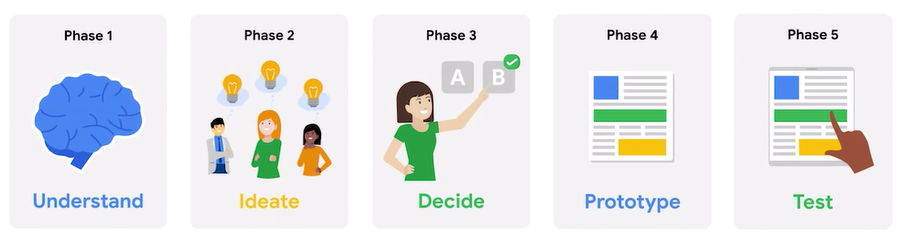 Phase 1
Understand
Phase 2
Ideate
Phase 3
A
B
Decide
Phase 4
Prototype
Phase 5
Test